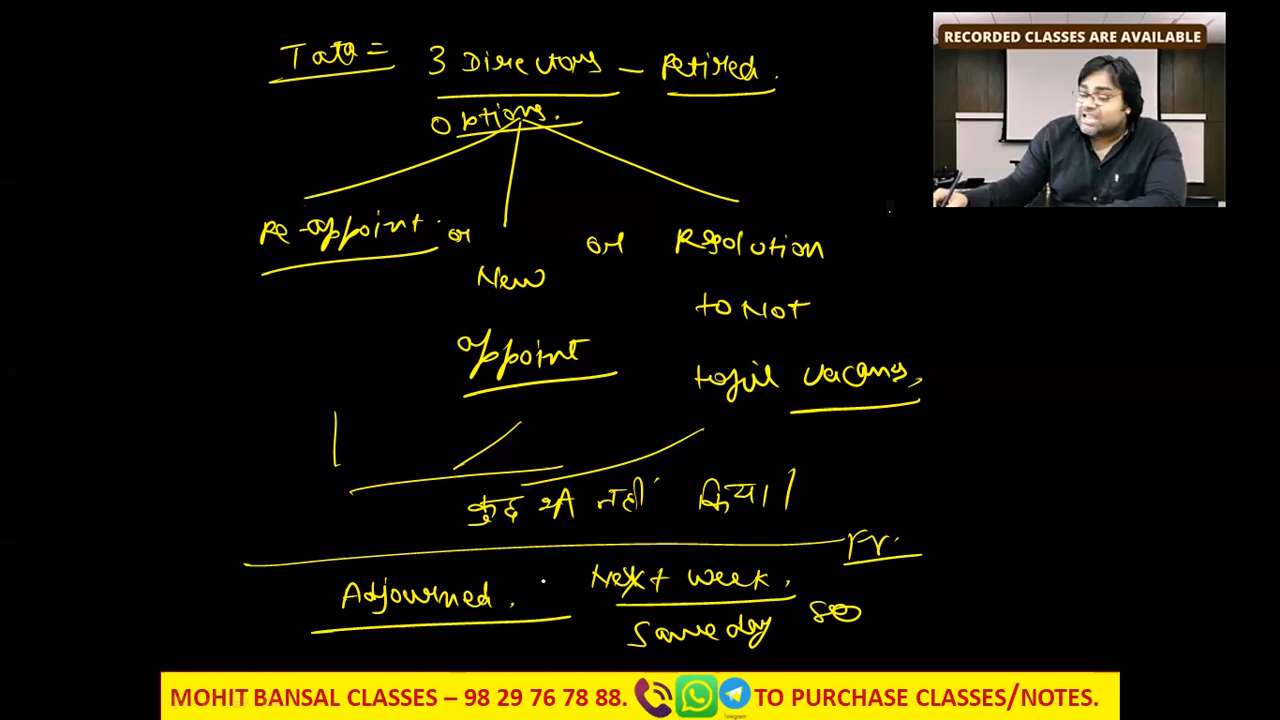 RECORDED CLASSES ARE AVAILABLE
Tata = 3 Directors - retired.
Options.
Re-appoint. or New appoint or Resolution to Not to fill vacancy,
कुछ भी नहीं किया।
Fr.
Adjourned. Next week,
same day
MOHIT BANSAL CLASSES – 98 29 76 78 88. TO PURCHASE CLASSES/NOTES.
Telegram